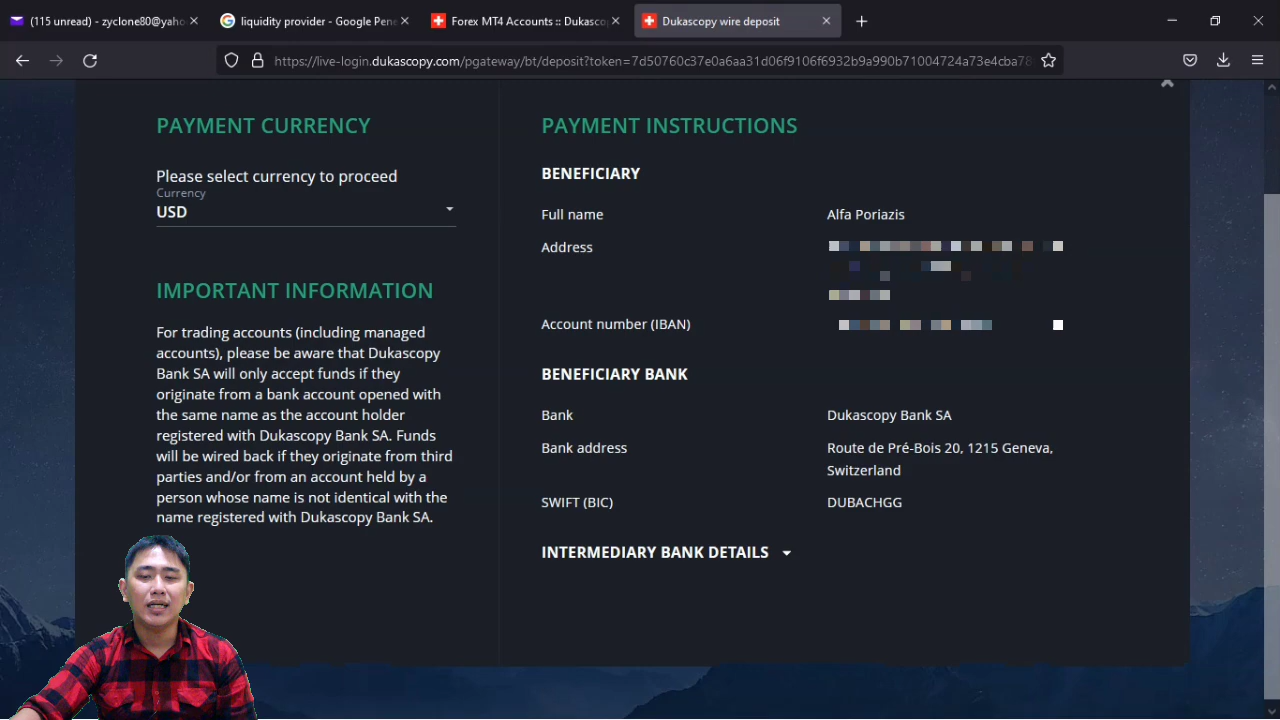 (115 unread) - zyclone80@yaho
liquidity provider - Google Pene
Forex MT4 Accounts :: Dukasco
Dukascopy wire deposit
https://live-login.dukascopy.com/pgateway/bt/deposit?token=7d50760c37e0a6aa31d06f9106f6932b9a990b71004724a73e4cba78
PAYMENT CURRENCY
Please select currency to proceed
Currency
USD
IMPORTANT INFORMATION
For trading accounts (including managed
accounts), please be aware that Dukascopy
Bank SA will only accept funds if they
originate from a bank account opened with
the same name as the account holder
registered with Dukascopy Bank SA. Funds
will be wired back if they originate from third
parties and/or from an account held by a
person whose name is not identical with the
name registered with Dukascopy Bank SA.
PAYMENT INSTRUCTIONS
BENEFICIARY
Full name Alfa Poriazis
Address
Account number (IBAN)
BENEFICIARY BANK
Bank Dukascopy Bank SA
Bank address Route de Pré-Bois 20, 1215 Geneva,
Switzerland
SWIFT (BIC) DUBACHGG
INTERMEDIARY BANK DETAILS